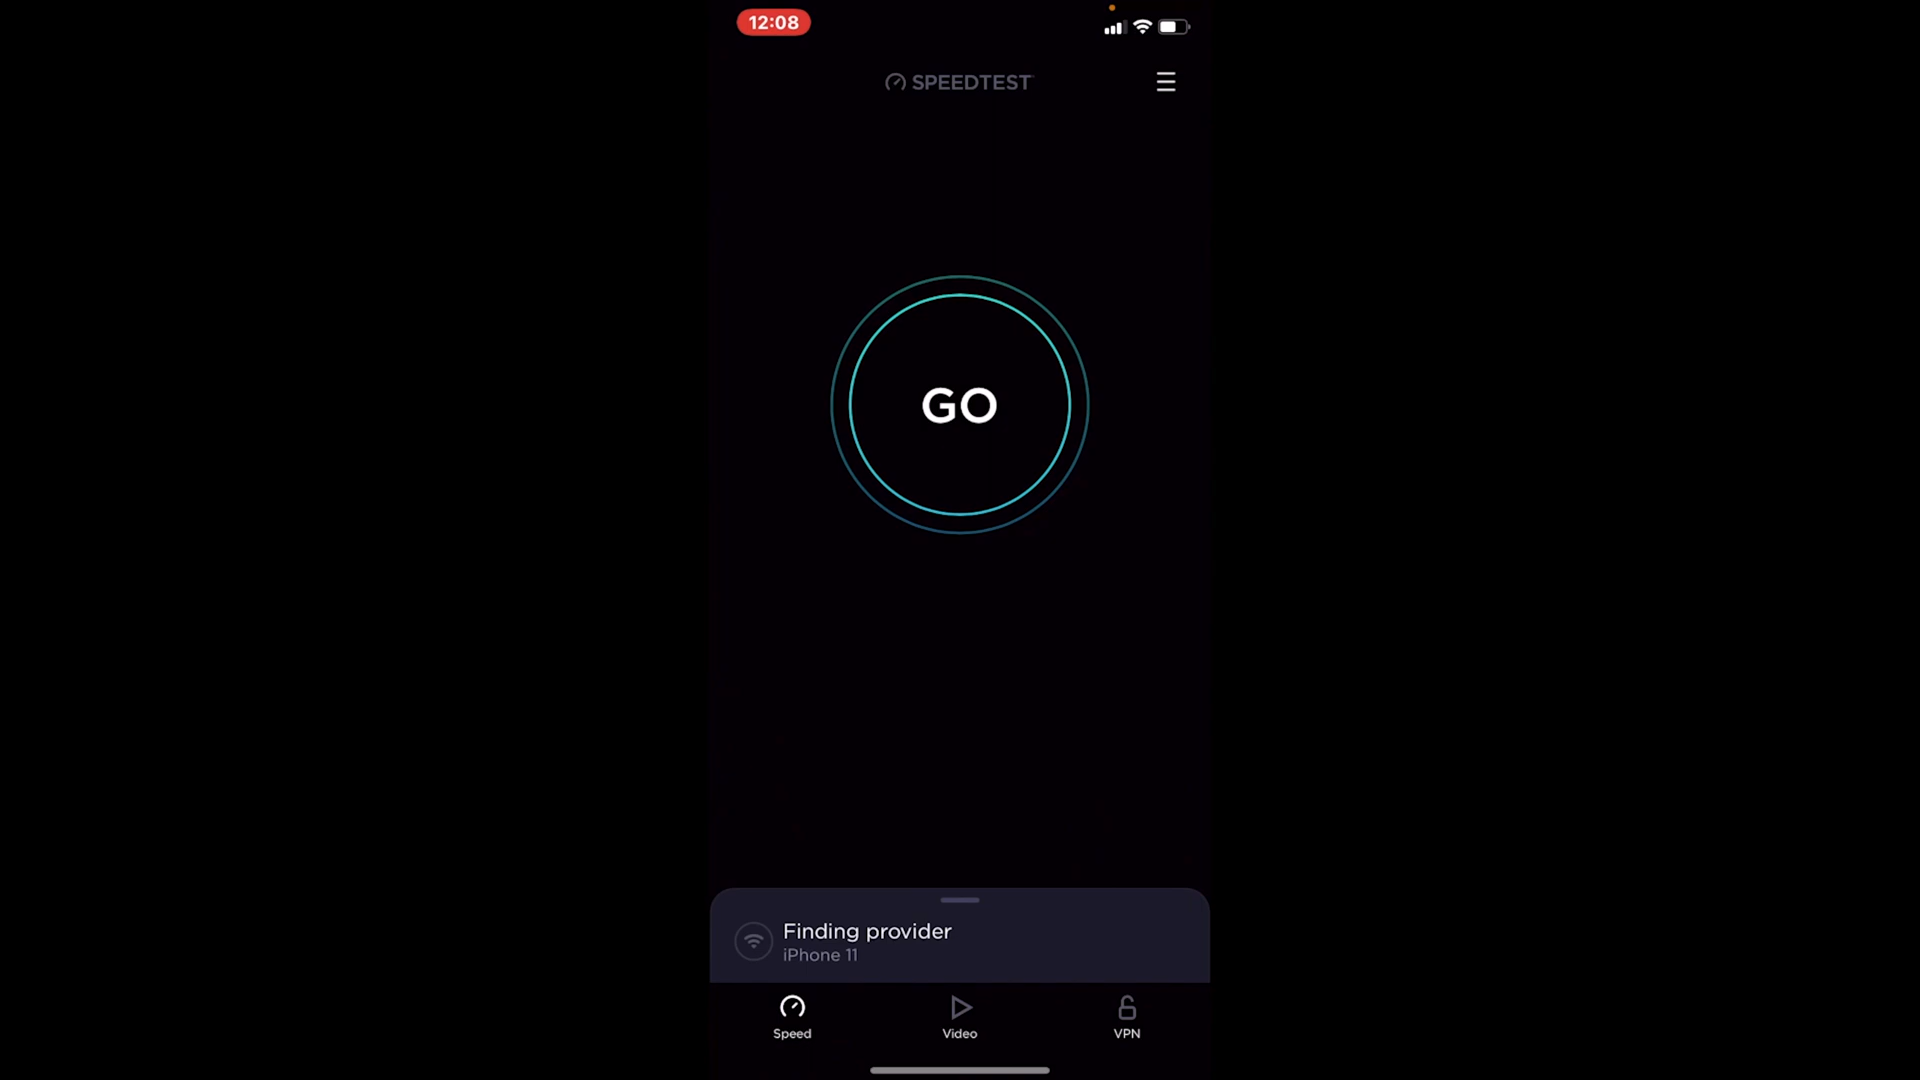 12:08
SPEEDTEST
GO
Finding provider
iPhone 11
Speed
Video
VPN